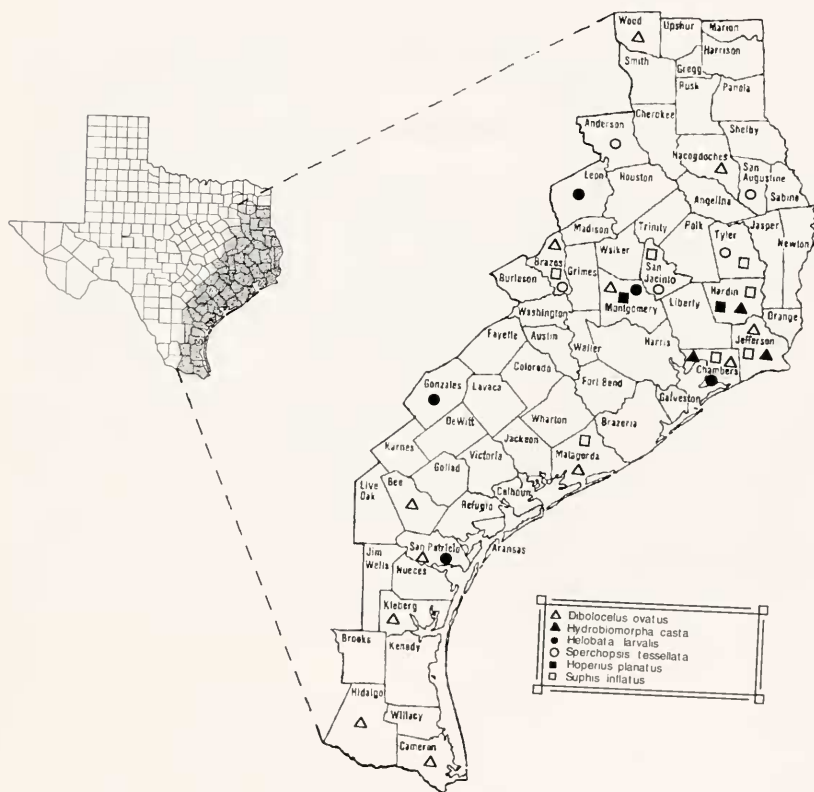 Wood
Upshur
Marion
Harrison
Smith
Gregg
Rusk
Panola
Cherokee
Anderson
Shelby
Nacogdoches
San
Augustine
Sabine
Leon
Houston
Angelina
Madison
Trinity
Polk
Tyler
Jasper
Newton
Walker
Brazos
San
Jacinto
Grimes
Burleson
Hardin
Montgomery
Liberty
Orange
Washington
Jefferson
Fayette
Austin
Waller
Harris
Chambers
Colorado
Gonzales
Lavaca
Fort Bend
Galveston
DeWitt
Wharton
Brazoria
Karnes
Jackson
Victoria
Matagorda
Goliad
Live
Oak
Bee
Calhoun
Refugio
San Patricio
Aransas
Jim
Wells
Nueces
Kleberg
Brooks
Kenedy
Hidalgo
Willacy
Cameron
Dibolocelus ovatus
Hydrobiomorpha casta
Helobata larvalis
Sperchopsis tessellata
Hoperius planatus
Suphis inflatus